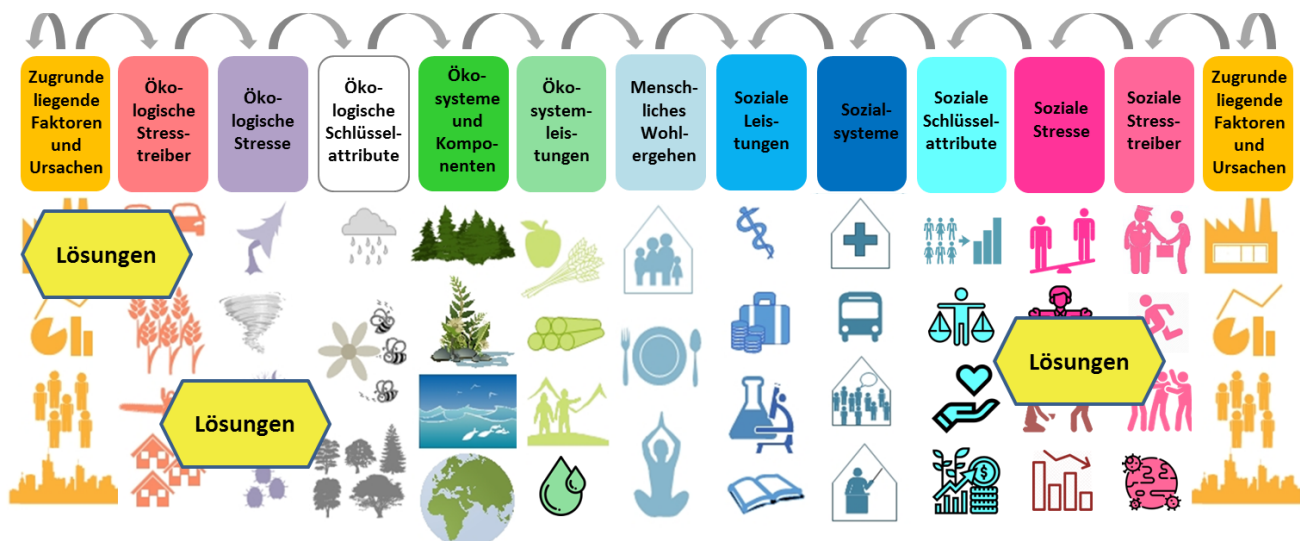 Zugrunde
liegende
Faktoren
und
Ursachen
Öko-
logische
Stress-
treiber
Öko-
logische
Stresse
Öko-
logische
Schlüssel-
attribute
Öko-
systeme
und
Kompo-
nenten
Öko-
system-
leis-
tungen
Mensch-
liches
Wohl-
ergehen
Soziale
Leis-
tungen
Sozial-
systeme
Soziale
Schlüssel-
attribute
Soziale
Stresse
Soziale
Stress-
treiber
Zugrunde
liegende
Faktoren
und
Ursachen
Lösungen
Lösungen
Lösungen